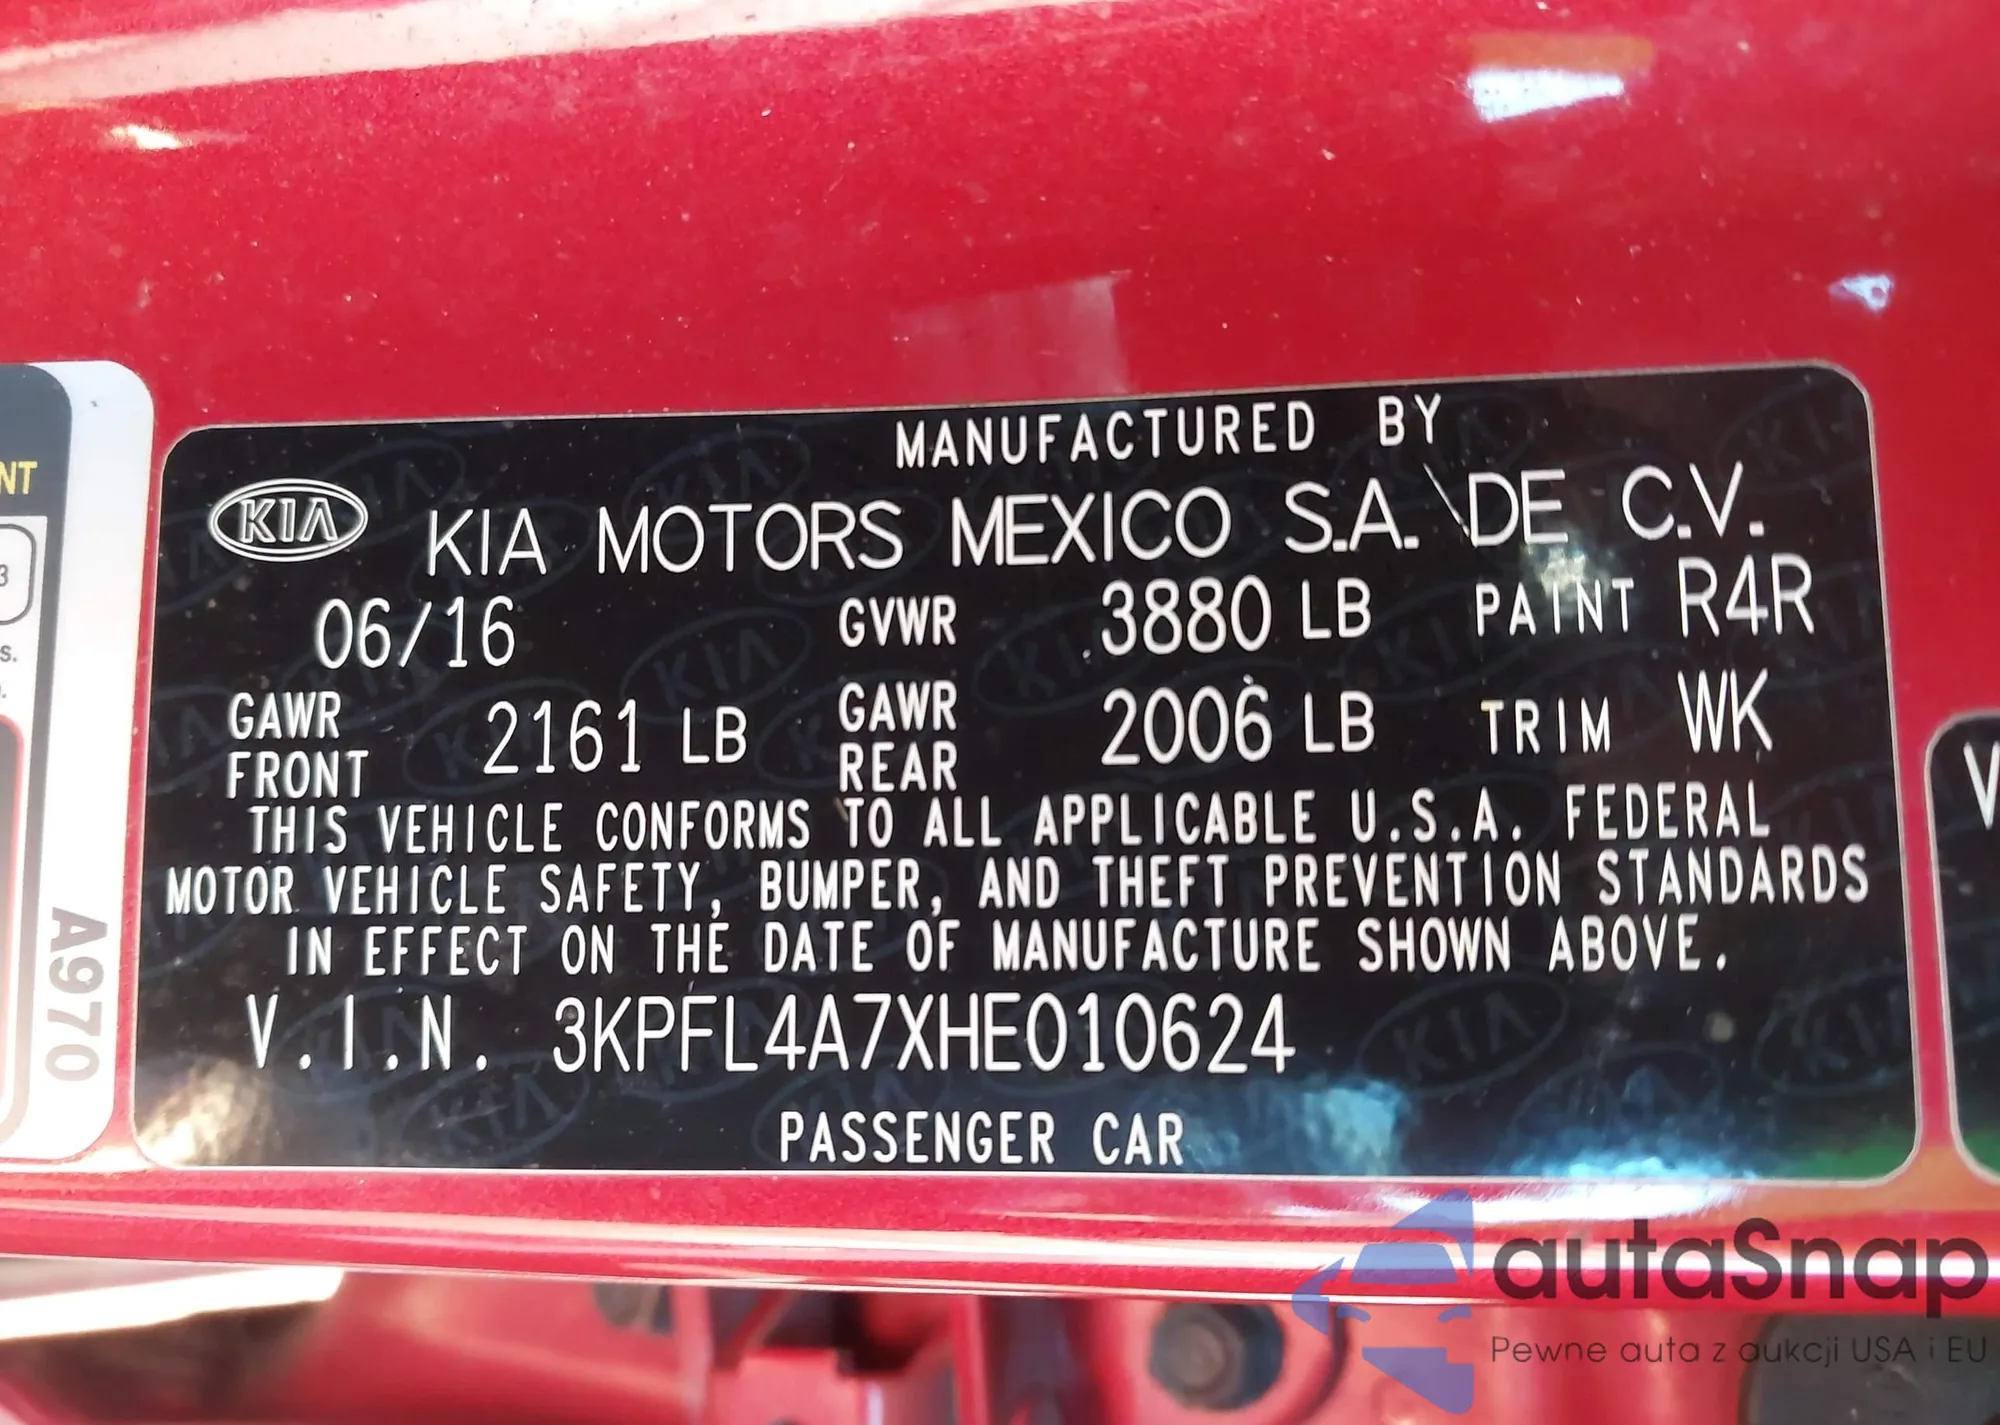 MANUFACTURED BY
KIA KIA MOTORS MEXICO S.A. DE C.V.
06/16 GVWR 3880 LB PAINT R4R
GAWR FRONT 2161 LB GAWR REAR 2006 LB TRIM WK
THIS VEHICLE CONFORMS TO ALL APPLICABLE U.S.A. FEDERAL
MOTOR VEHICLE SAFETY, BUMPER, AND THEFT PREVENTION STANDARDS
IN EFFECT ON THE DATE OF MANUFACTURE SHOWN ABOVE.
V.I.N. 3KPFL4A7XHE010624
PASSENGER CAR
NT
3
s.
A970
V
autaSnap
Pewne auta z aukcji USA i EU